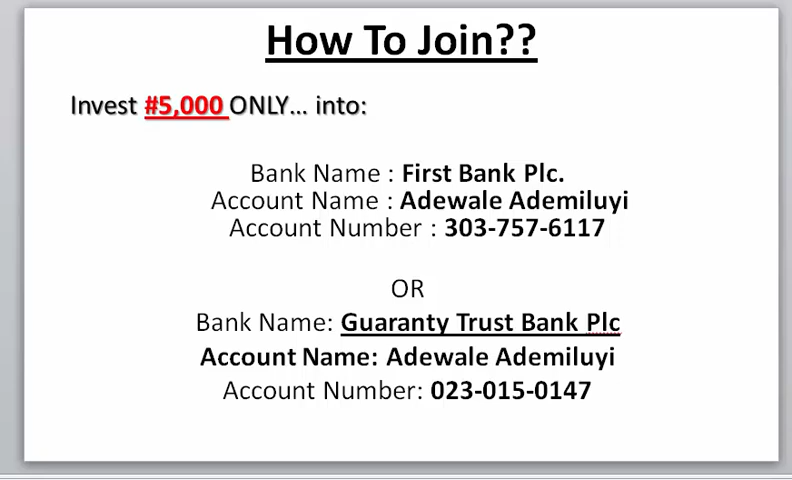 How To Join??
Invest #5,000 ONLY... into:
Bank Name : First Bank Plc.
Account Name : Adewale Ademiluyi
Account Number : 303-757-6117
OR
Bank Name: Guaranty Trust Bank Plc
Account Name: Adewale Ademiluyi
Account Number: 023-015-0147